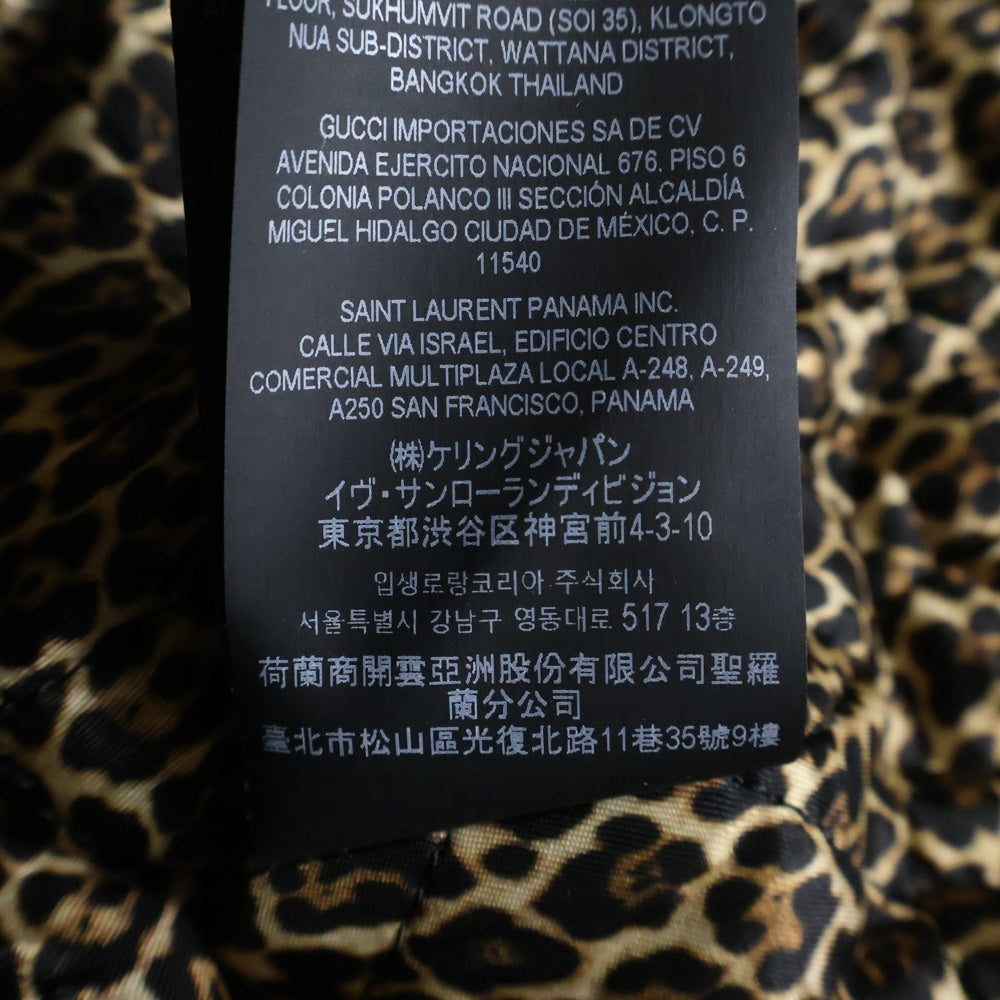 FLOOR, SUKHUMVIT ROAD (SOI 35), KLONGTO
NUA SUB-DISTRICT, WATTANA DISTRICT,
BANGKOK THAILAND
GUCCI IMPORTACIONES SA DE CV
AVENIDA EJERCITO NACIONAL 676. PISO 6
COLONIA POLANCO III SECCIÓN ALCALDÍA
MIGUEL HIDALGO CIUDAD DE MÉXICO, C. P.
11540
SAINT LAURENT PANAMA INC.
CALLE VIA ISRAEL, EDIFICIO CENTRO
COMERCIAL MULTIPLAZA LOCAL A-248, A-249,
A250 SAN FRANCISCO, PANAMA
(株)ケリングジャパン
イヴ・サンローランディビジョン
東京都渋谷区神宮前4-3-10
입생로랑코리아 주식회사
서울특별시 강남구 영동대로 517 13층
荷蘭商開雲亞洲股份有限公司聖羅
蘭分公司
臺北市松山區光復北路11巷35號9樓